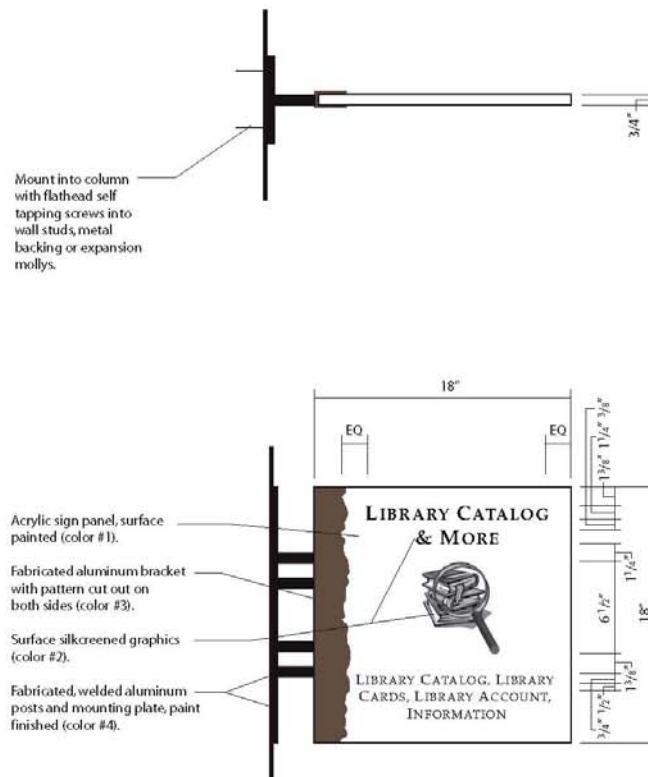 3/4"
Mount into column
with flathead self
tapping screws into
wall studs, metal
backing or expansion
mollys.
18"
EQ
EQ
1 3/8" 1 1/4" 3/8"
Acrylic sign panel, surface
painted (color #1).
Fabricated aluminum bracket
with pattern cut out on
both sides (color #3).
Surface silkscreened graphics
(color #2).
Fabricated, welded aluminum
posts and mounting plate, paint
finished (color #4).
LIBRARY CATALOG
& MORE
LIBRARY CATALOG, LIBRARY
CARDS, LIBRARY ACCOUNT,
INFORMATION
1 1/4"
6 1/2"
18"
1 3/8"
3/4" 1/2"